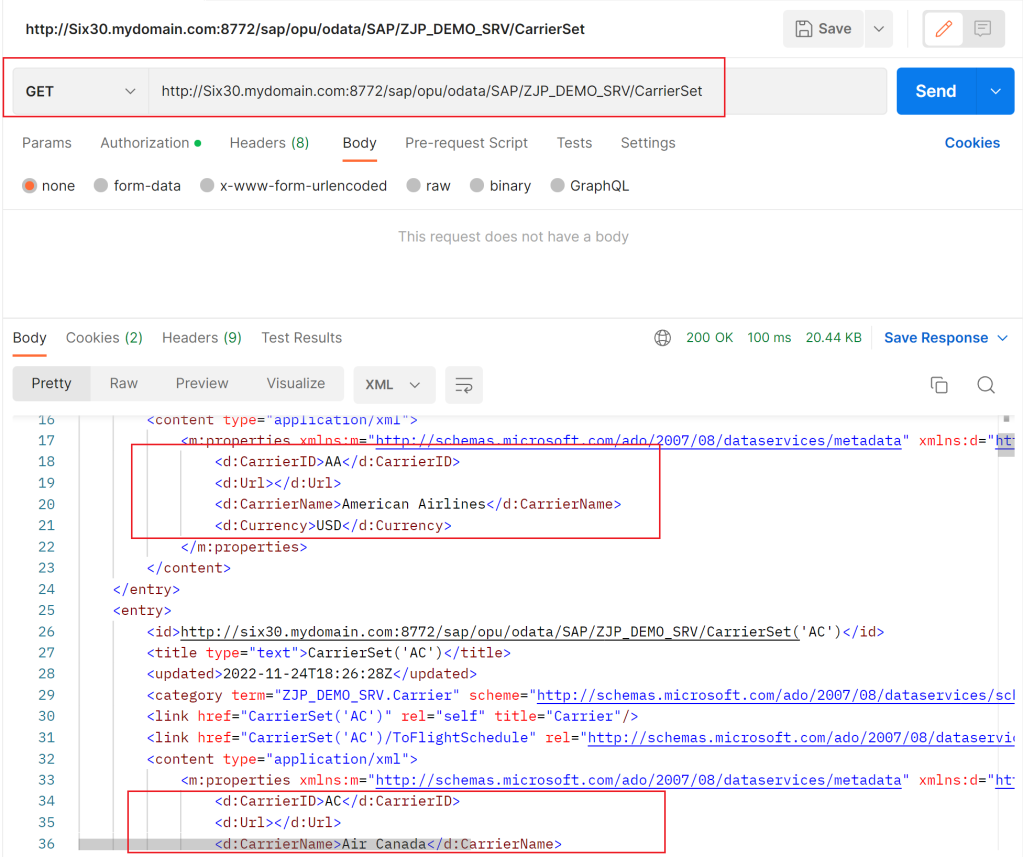 http://Six30.mydomain.com:8772/sap/opu/odata/SAP/ZJP_DEMO_SRV/CarrierSet Save
GET http://Six30.mydomain.com:8772/sap/opu/odata/SAP/ZJP_DEMO_SRV/CarrierSet Send
Params Authorization Headers (8) Body Pre-request Script Tests Settings Cookies
none form-data x-www-form-urlencoded raw binary GraphQL
This request does not have a body
Body Cookies (2) Headers (9) Test Results 200 OK 100 ms 20.44 KB Save Response
Pretty Raw Preview Visualize XML
16 <content type="application/xml">
17 <m:properties xmlns:m="http://schemas.microsoft.com/ado/2007/08/dataservices/metadata" xmlns:d="htt
18 <d:CarrierID>AA</d:CarrierID>
19 <d:Url></d:Url>
20 <d:CarrierName>American Airlines</d:CarrierName>
21 <d:Currency>USD</d:Currency>
22 </m:properties>
23 </content>
24 </entry>
25 <entry>
26 <id>http://six30.mydomain.com:8772/sap/opu/odata/SAP/ZJP_DEMO_SRV/CarrierSet('AC')</id>
27 <title type="text">CarrierSet('AC')</title>
28 <updated>2022-11-24T18:26:28Z</updated>
29 <category term="ZJP_DEMO_SRV.Carrier" scheme="http://schemas.microsoft.com/ado/2007/08/dataservices/sch
30 <link href="CarrierSet('AC')" rel="self" title="Carrier"/>
31 <link href="CarrierSet('AC')/ToFlightSchedule" rel="http://schemas.microsoft.com/ado/2007/08/dataservic
32 <content type="application/xml">
33 <m:properties xmlns:m="http://schemas.microsoft.com/ado/2007/08/dataservices/metadata" xmlns:d="htt
34 <d:CarrierID>AC</d:CarrierID>
35 <d:Url></d:Url>
36 <d:CarrierName>Air Canada</d:CarrierName>